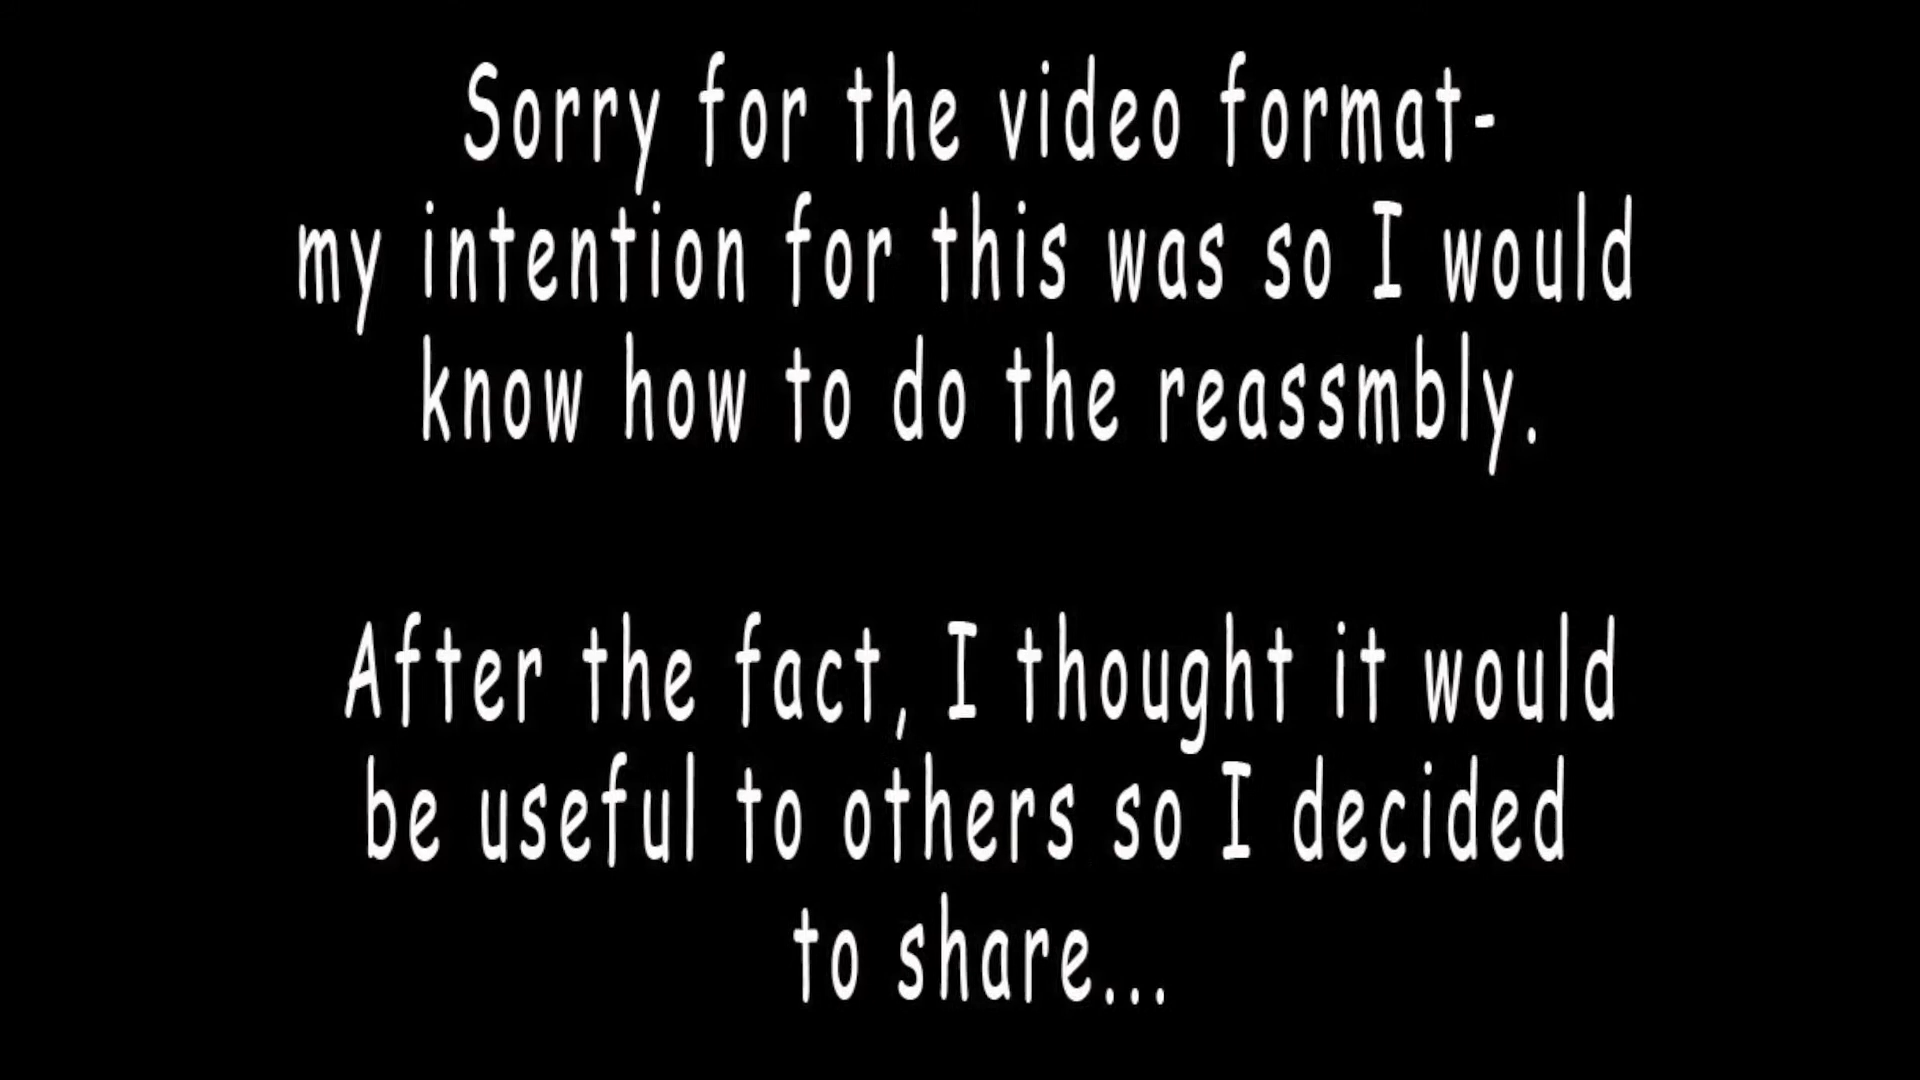 Sorry for the video format-
my intention for this was so I would
know how to do the reassmbly.
After the fact, I thought it would
be useful to others so I decided
to share...